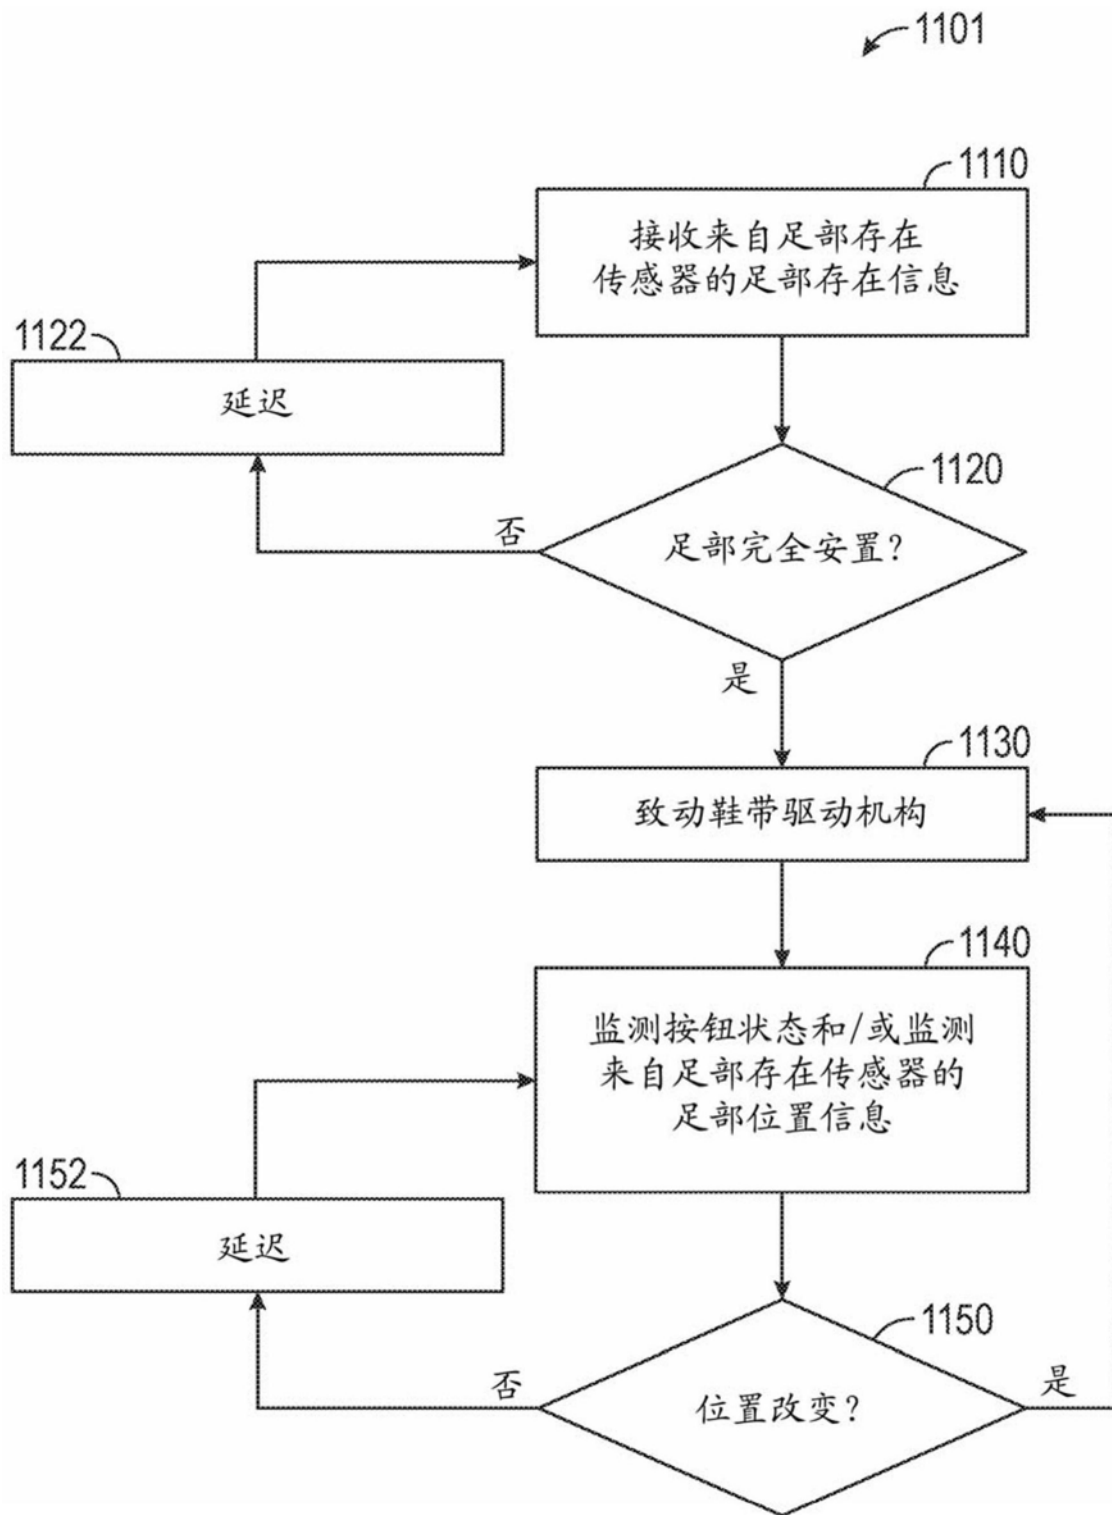 1101
1110
接收来自足部存在
传感器的足部存在信息
1122
延迟
1120
足部完全安置?
否
是
1130
致动鞋带驱动机构
1140
监测按钮状态和/或监测
来自足部存在传感器的
足部位置信息
1152
延迟
1150
位置改变?
否
是